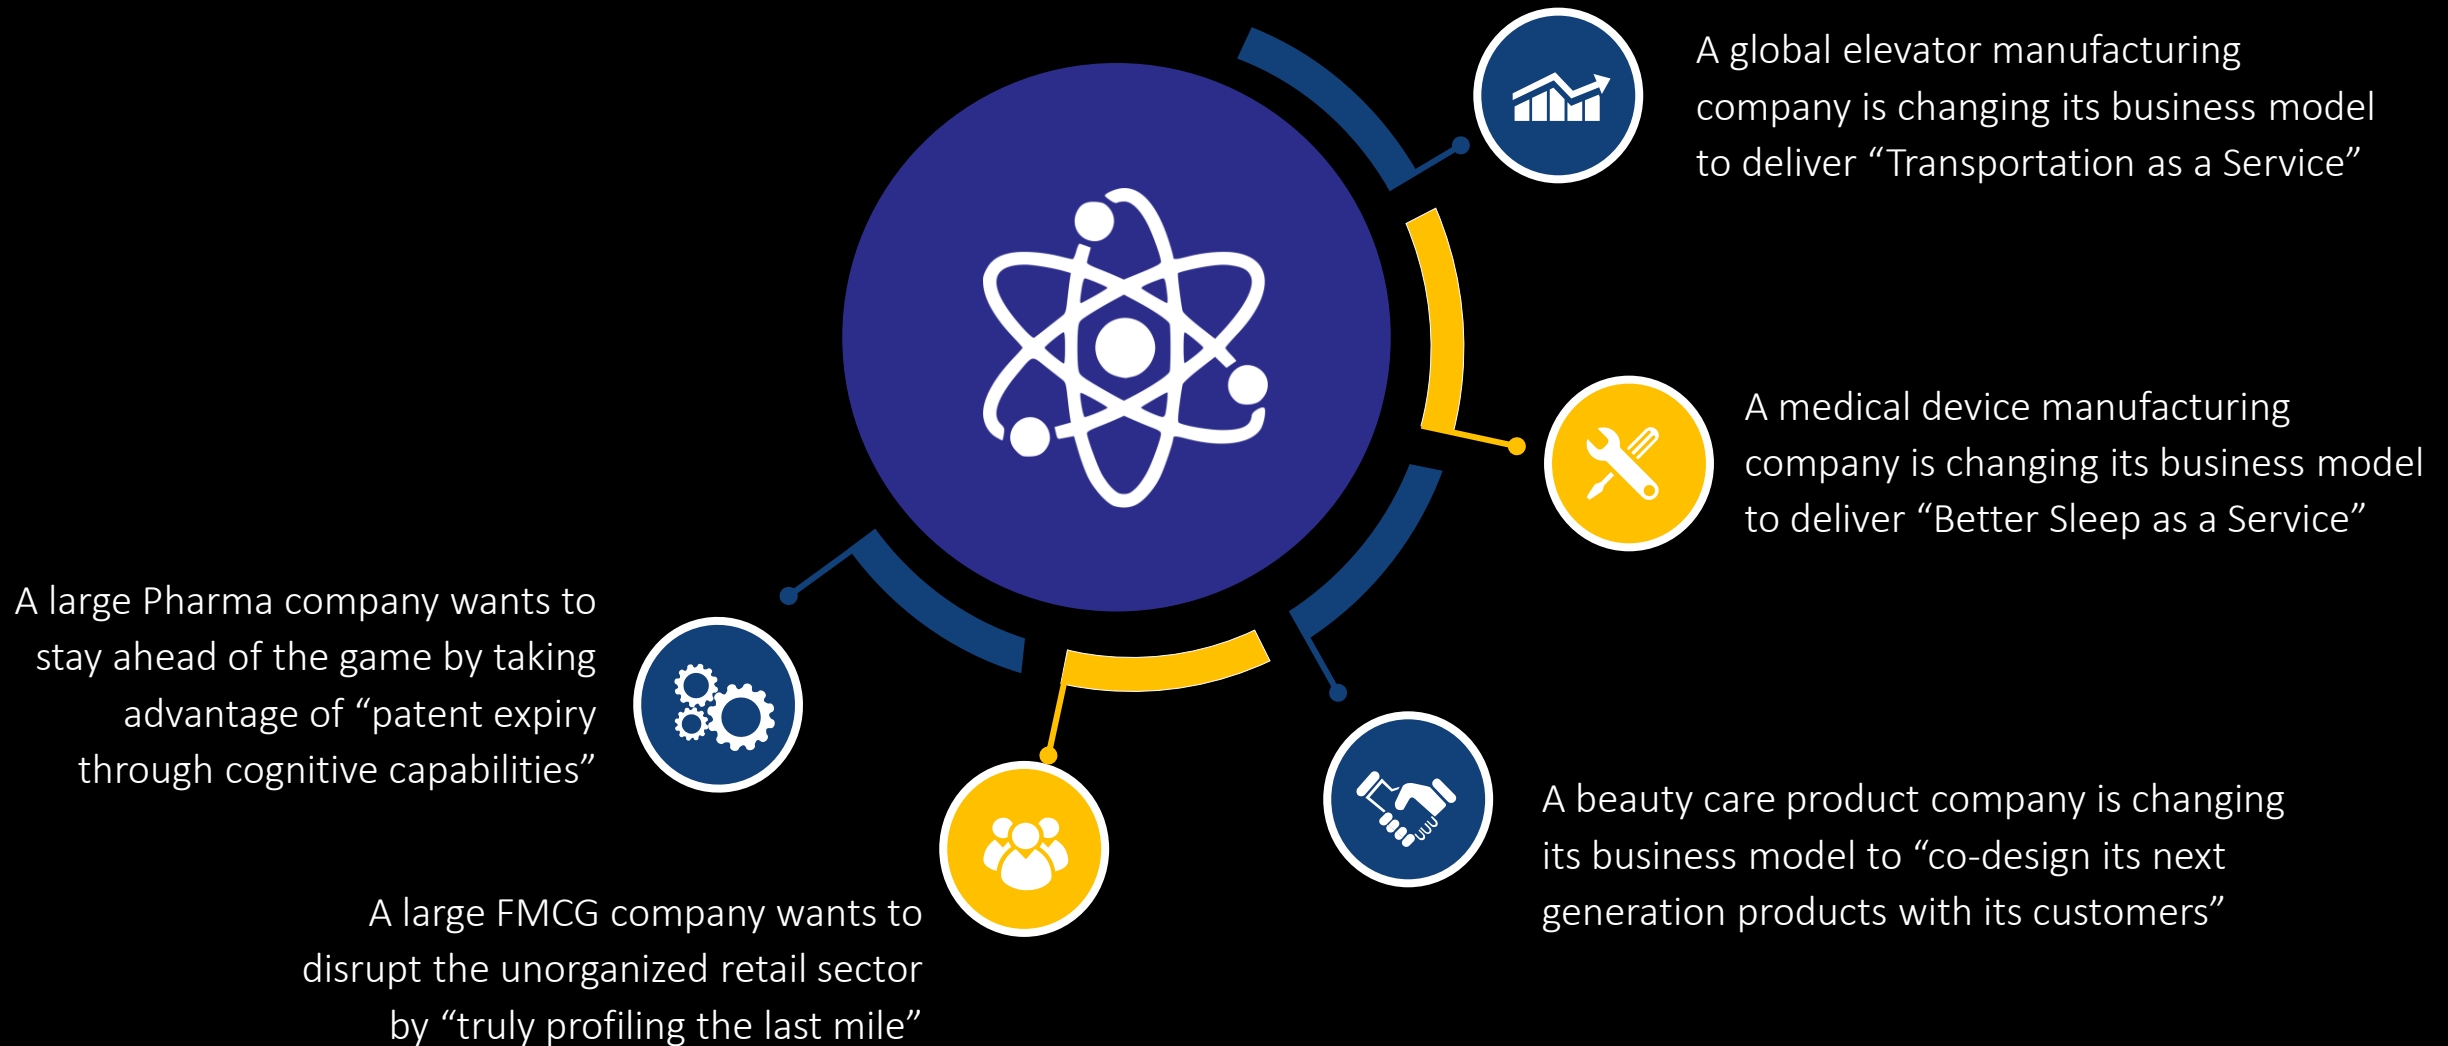 A global elevator manufacturing
company is changing its business model
to deliver “Transportation as a Service”
A medical device manufacturing
company is changing its business model
to deliver “Better Sleep as a Service”
A beauty care product company is changing
its business model to “co-design its next
generation products with its customers”
A large FMCG company wants to
disrupt the unorganized retail sector
by “truly profiling the last mile”
A large Pharma company wants to
stay ahead of the game by taking
advantage of “patent expiry
through cognitive capabilities”